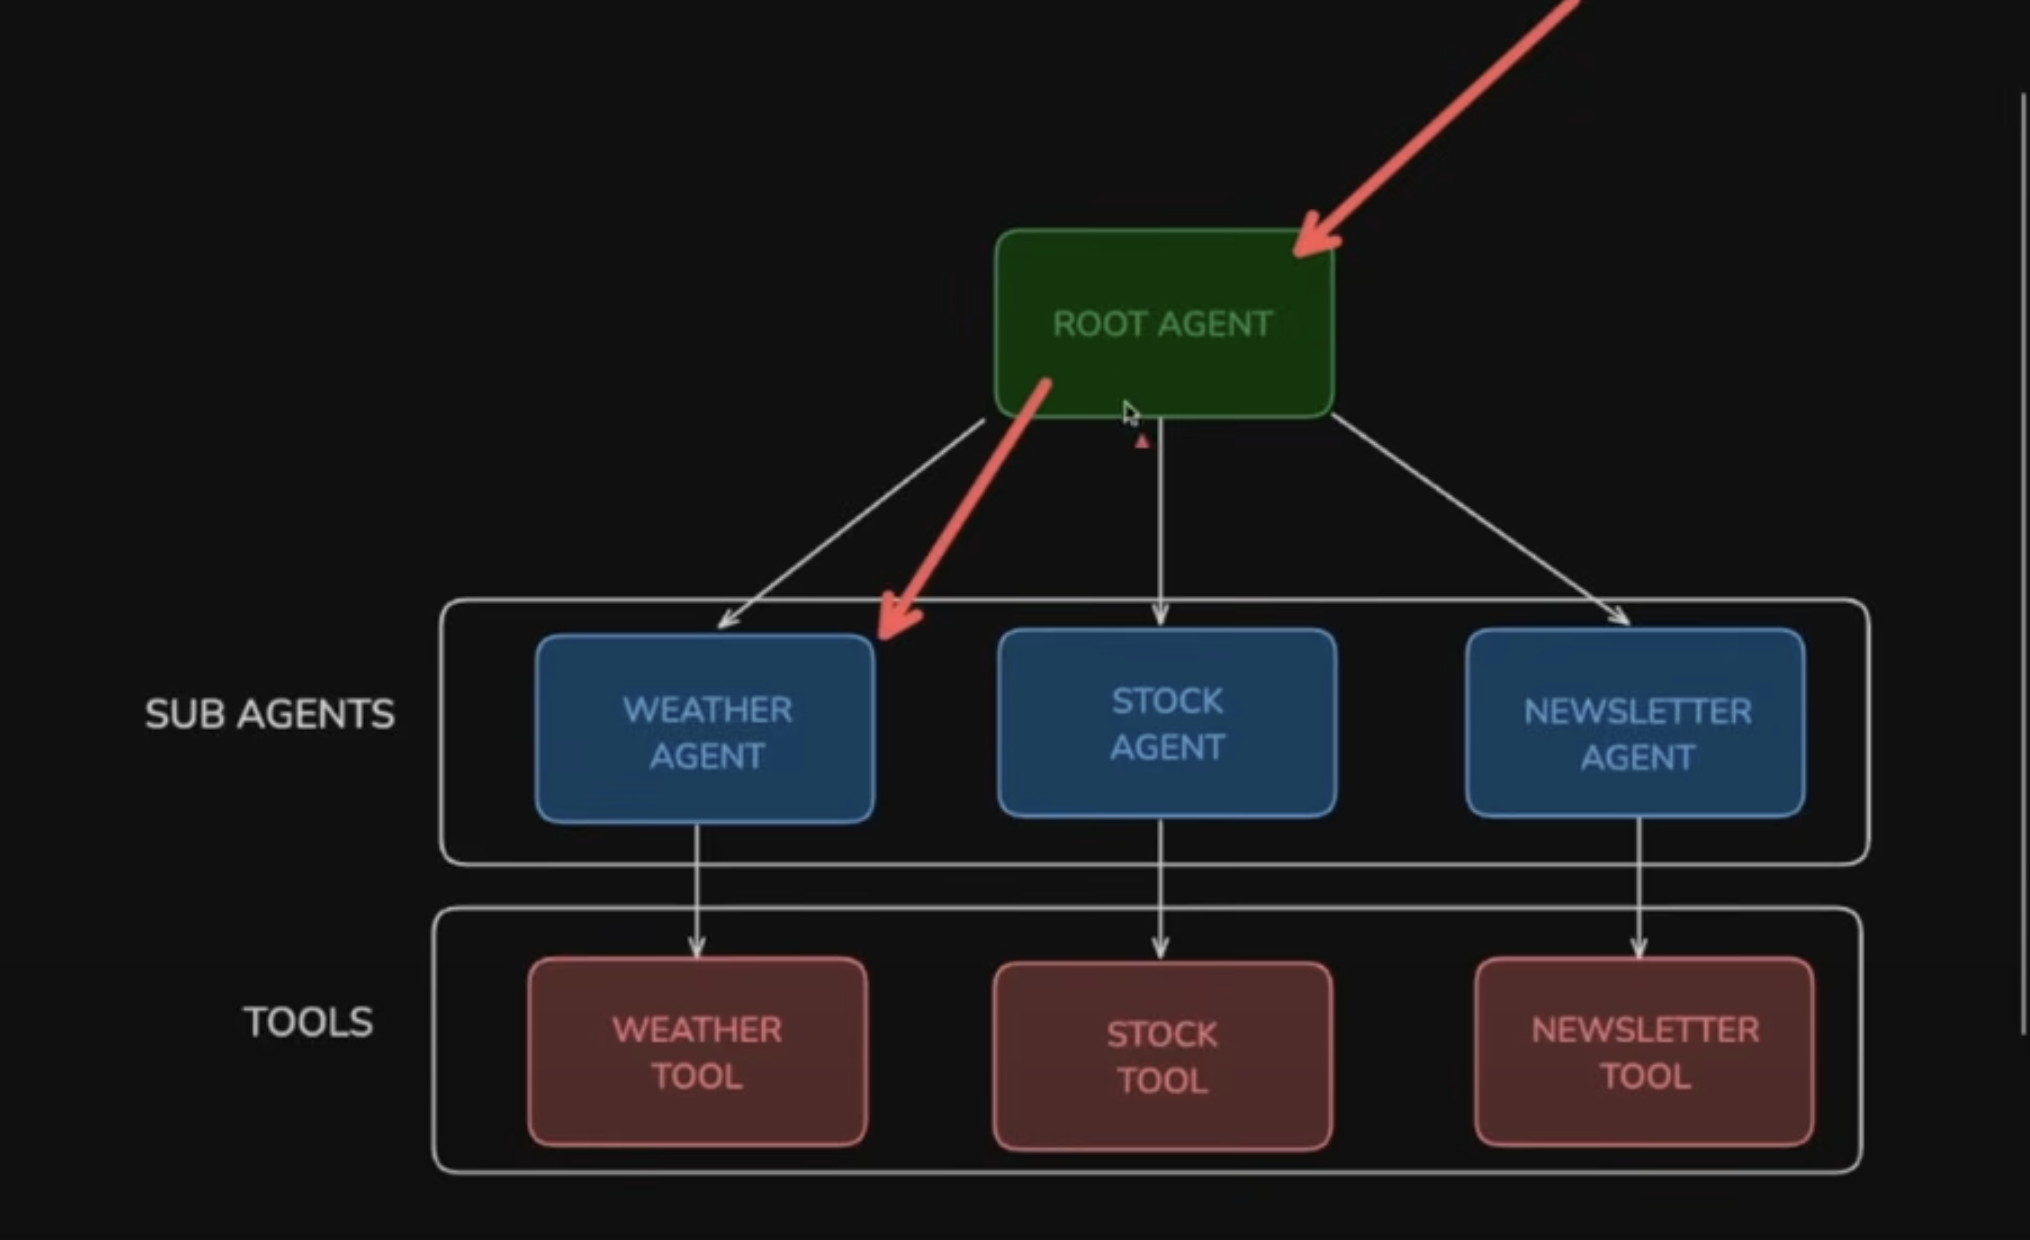 ROOT AGENT
SUB AGENTS
WEATHER
AGENT
STOCK
AGENT
NEWSLETTER
AGENT
TOOLS
WEATHER
TOOL
STOCK
TOOL
NEWSLETTER
TOOL